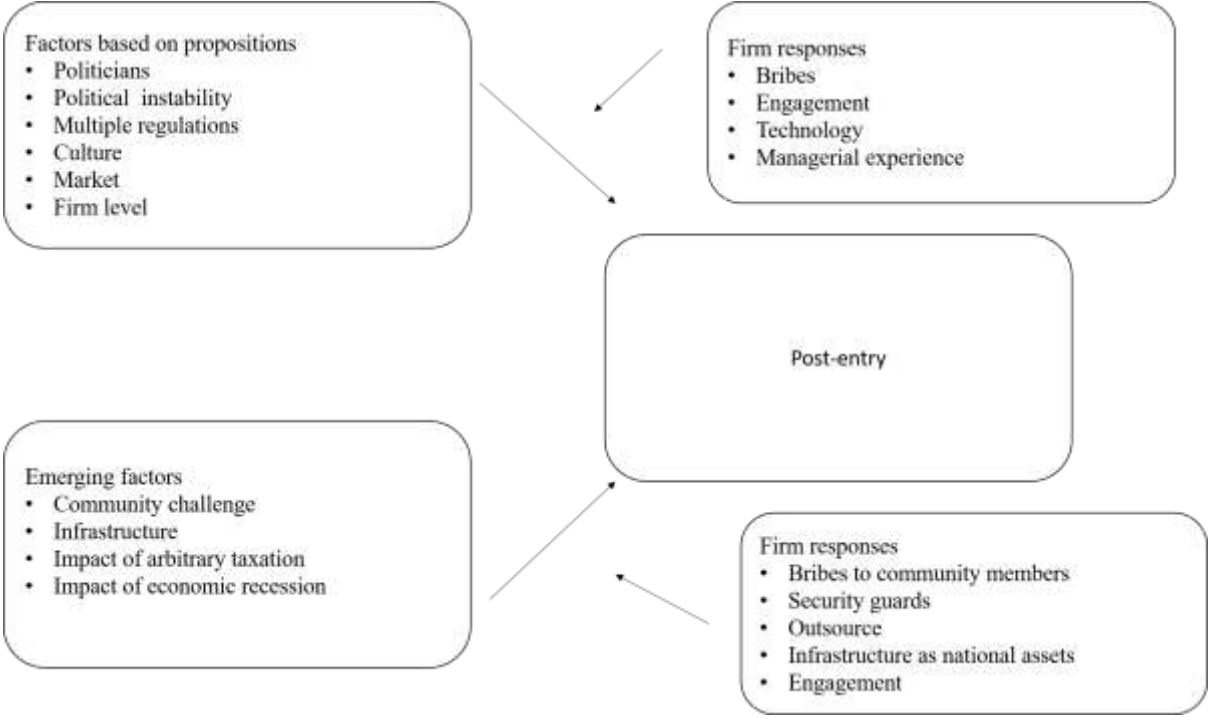 Factors based on propositions
• Politicians
• Political instability
• Multiple regulations
• Culture
• Market
• Firm level
Firm responses
• Bribes
• Engagement
• Technology
• Managerial experience
Post-entry
Emerging factors
• Community challenge
• Infrastructure
• Impact of arbitrary taxation
• Impact of economic recession
Firm responses
• Bribes to community members
• Security guards
• Outsource
• Infrastructure as national assets
• Engagement